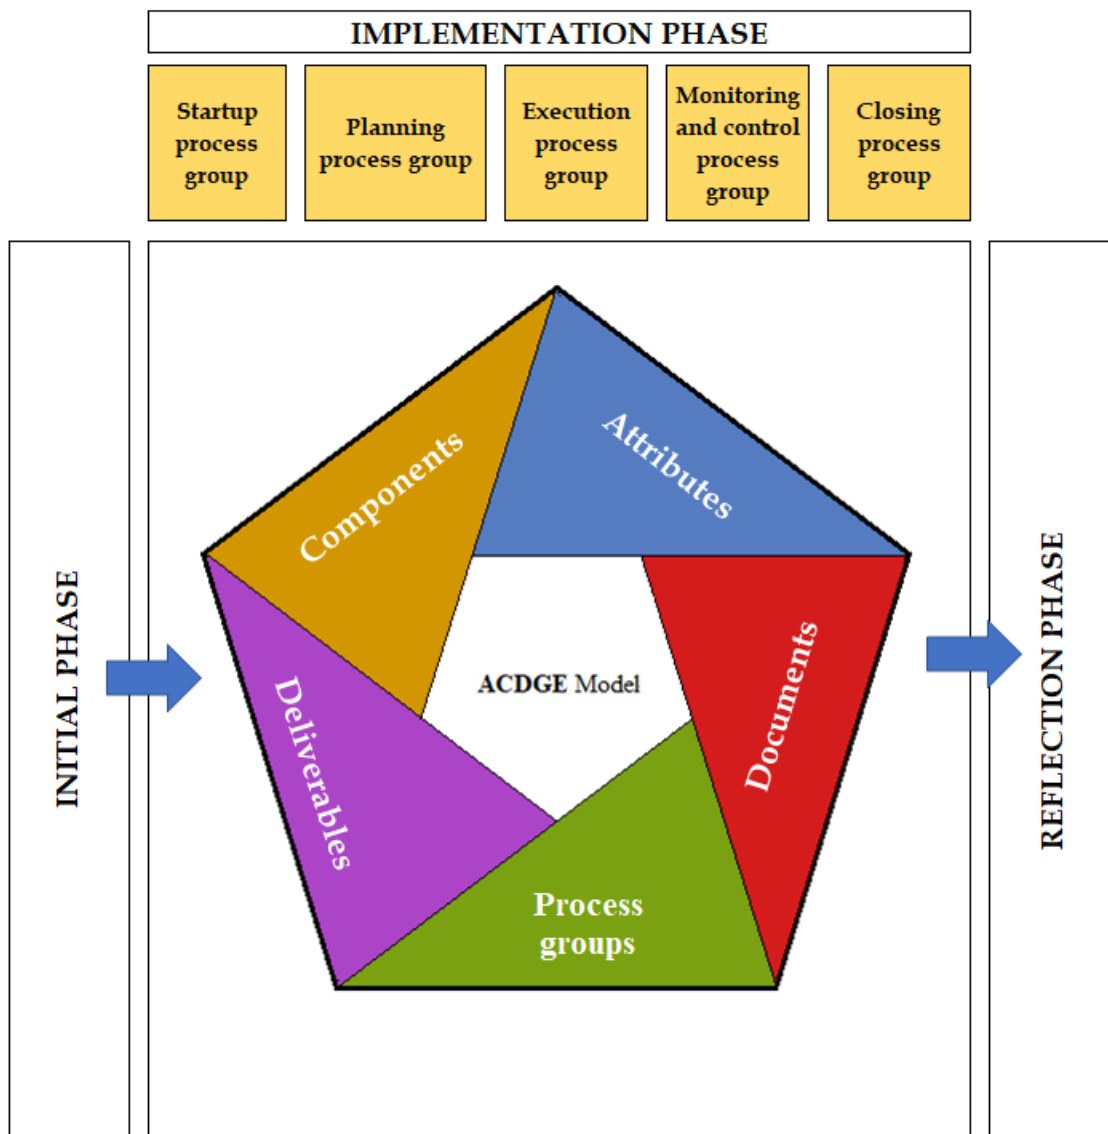 IMPLEMENTATION PHASE
Startup
process
group
Planning
process group
Execution
process
group
Monitoring
and control
process
group
Closing
process
group
INITIAL PHASE
Components
Attributes
Deliverables
ACDGE Model
Documents
Process
groups
REFLECTION PHASE